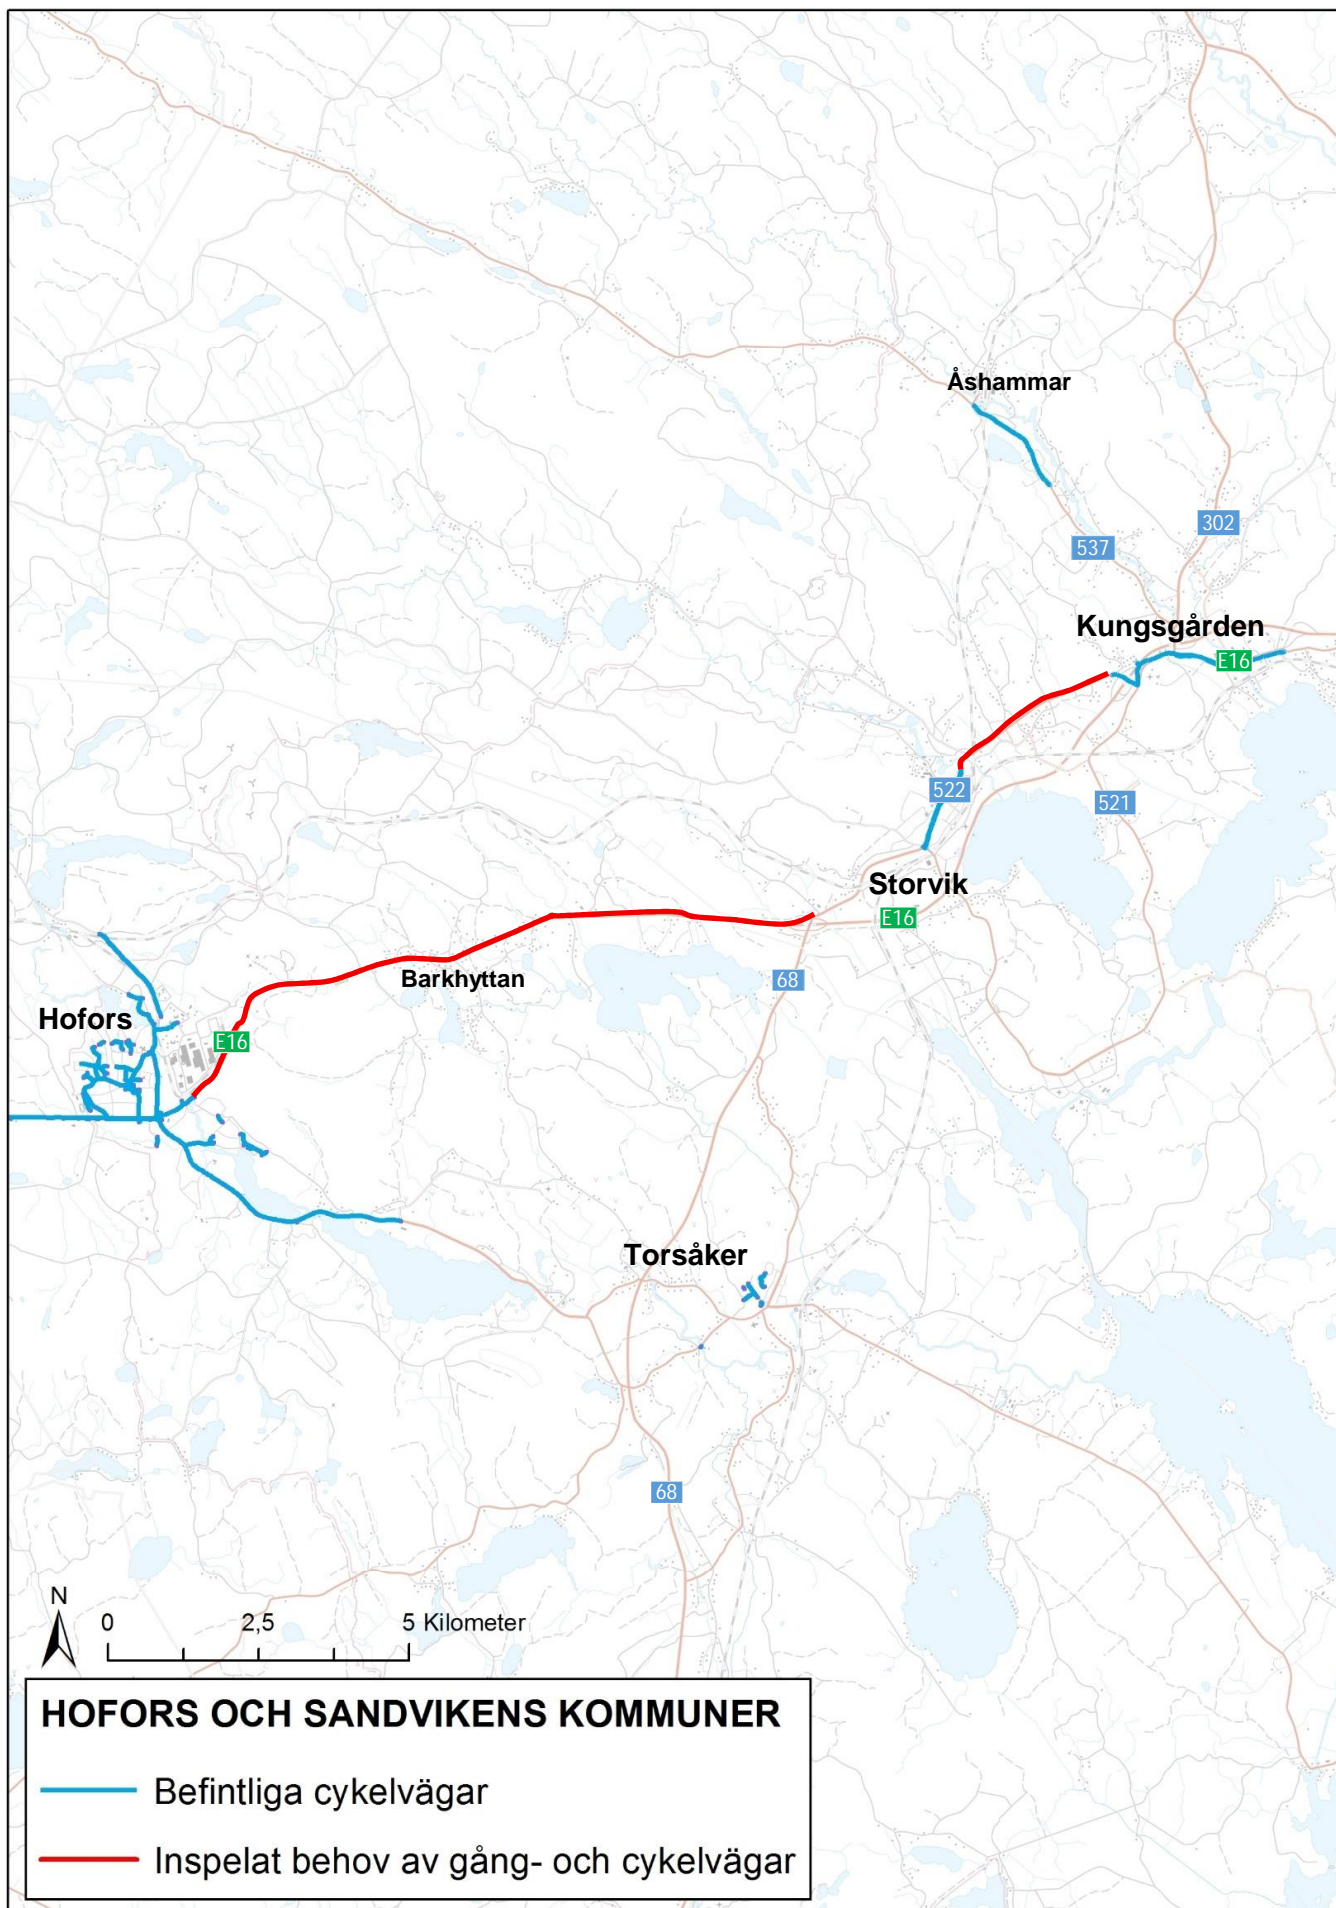 Åshammar
302
537
Kungsgården
E16
522
521
Storvik
E16
Barkhyttan
68
Hofors
E16
Torsåker
68
N
0 2,5 5 Kilometer
HOFORS OCH SANDVIKENS KOMMUNER
Befintliga cykelvägar
Inspelat behov av gång- och cykelvägar